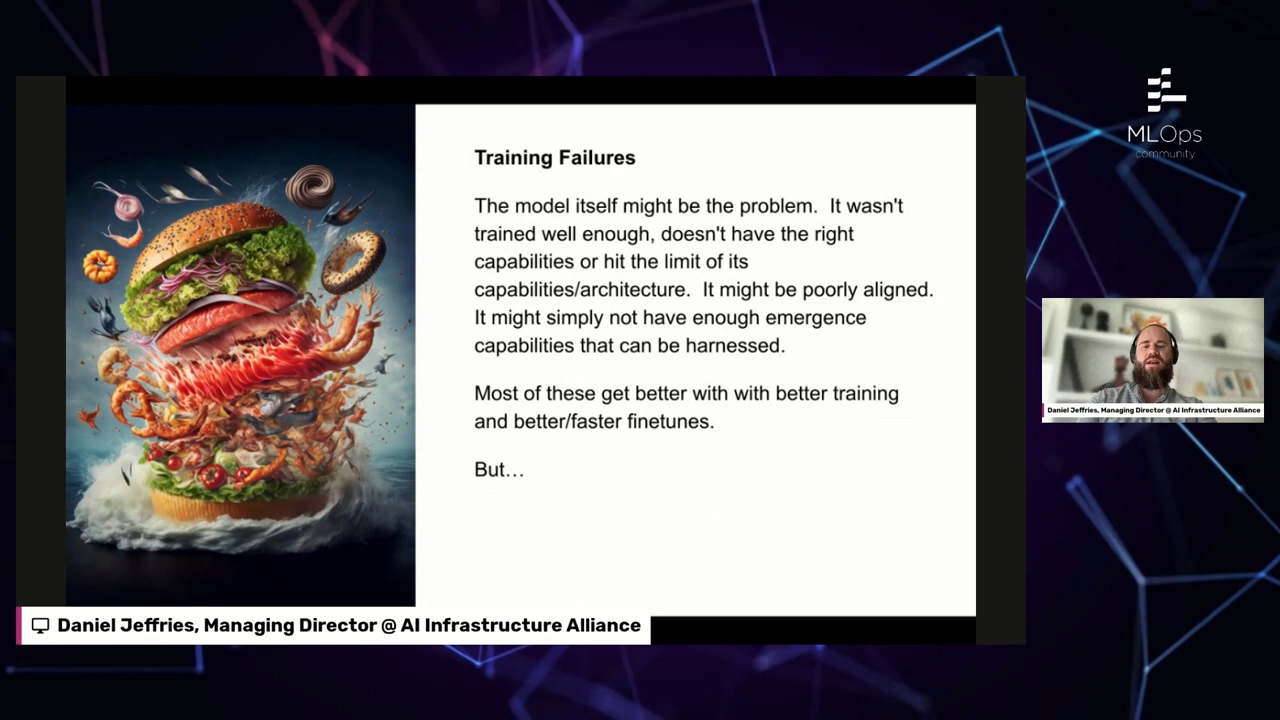 Training Failures
The model itself might be the problem.  It wasn't
trained well enough, doesn't have the right
capabilities or hit the limit of its
capabilities/architecture.  It might be poorly aligned.
It might simply not have enough emergence
capabilities that can be harnessed.
Most of these get better with with better training
and better/faster finetunes.
But…
Daniel Jeffries, Managing Director @ AI Infrastructure Alliance
MLOps
community
Daniel Jeffries, Managing Director @ AI Infrastructure Alliance